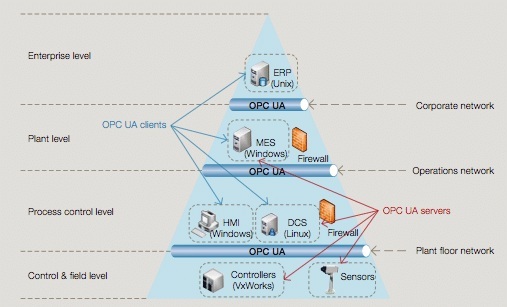 Enterprise level
ERP
(Unix)
OPC UA
Corporate network
OPC UA clients
Plant level
MES
(Windows)
Firewall
OPC UA
Operations network
Process control level
HMI
(Windows)
DCS
(Linux)
Firewall
OPC UA servers
OPC UA
Plant floor network
Control & field level
Controllers
(VxWorks)
Sensors